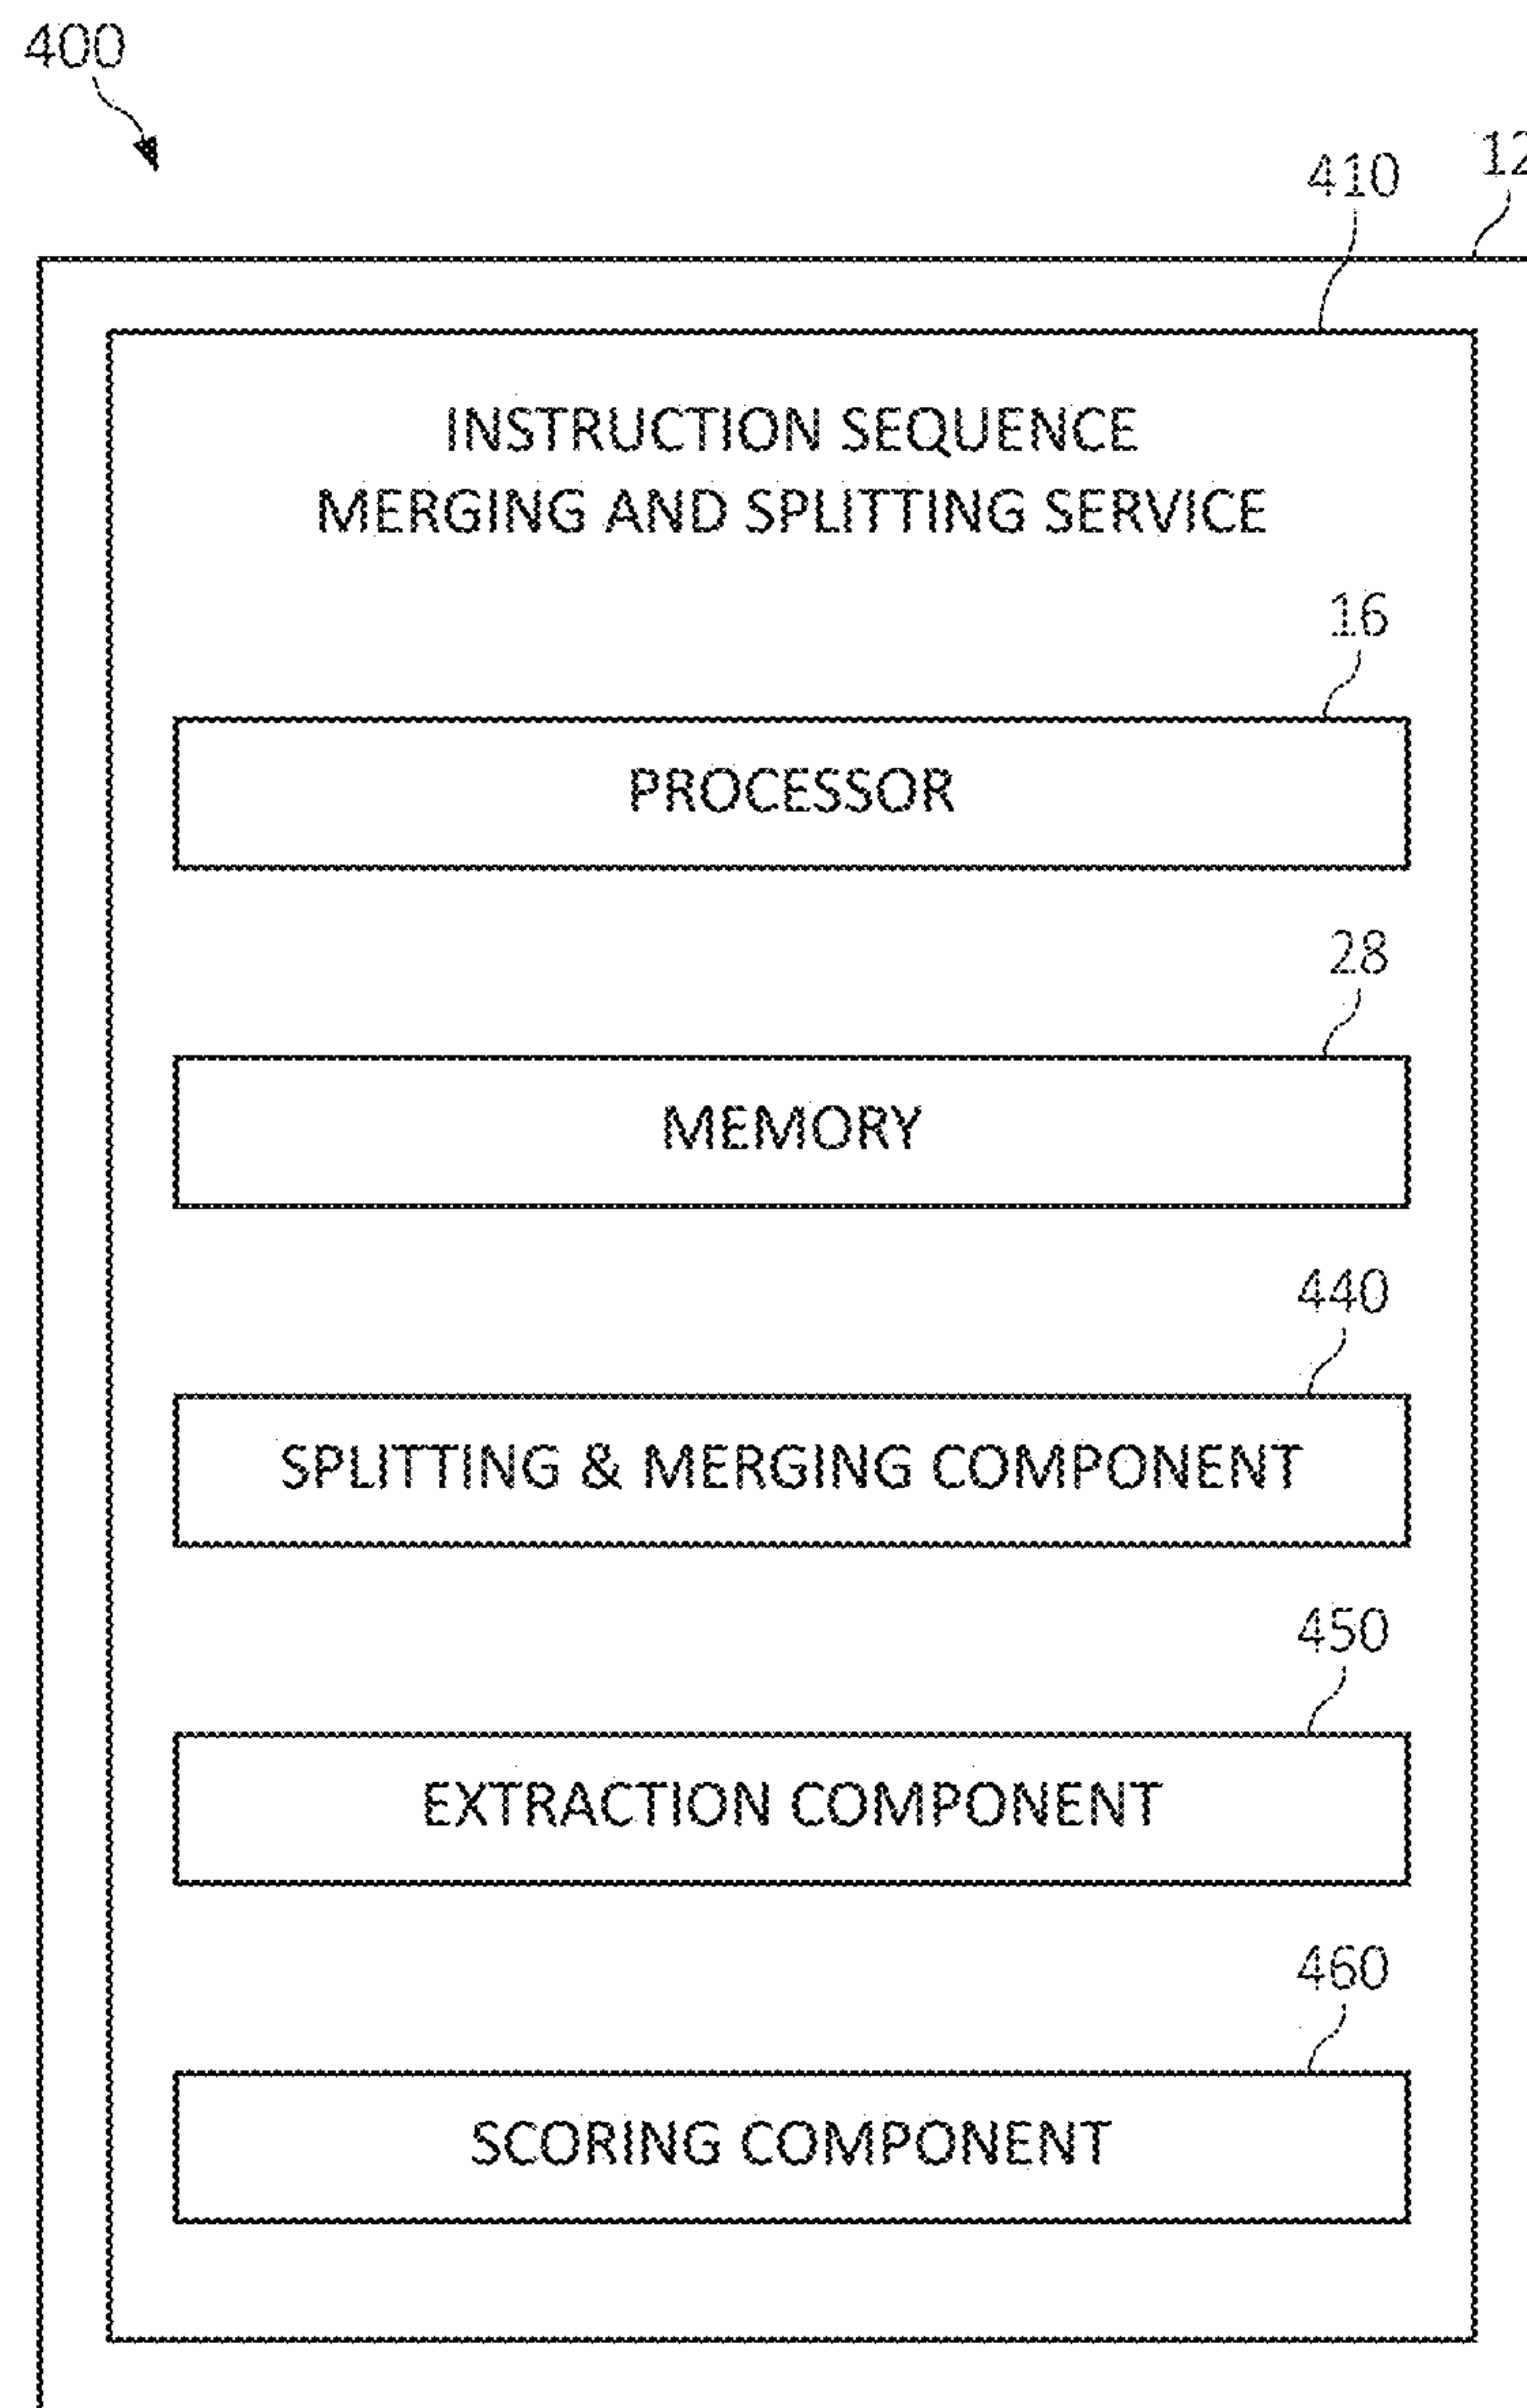 400
12
410
INSTRUCTION SEQUENCE
MERGING AND SPLITTING SERVICE
16
PROCESSOR
28
MEMORY
440
SPLITTING & MERGING COMPONENT
450
EXTRACTION COMPONENT
460
SCORING COMPONENT